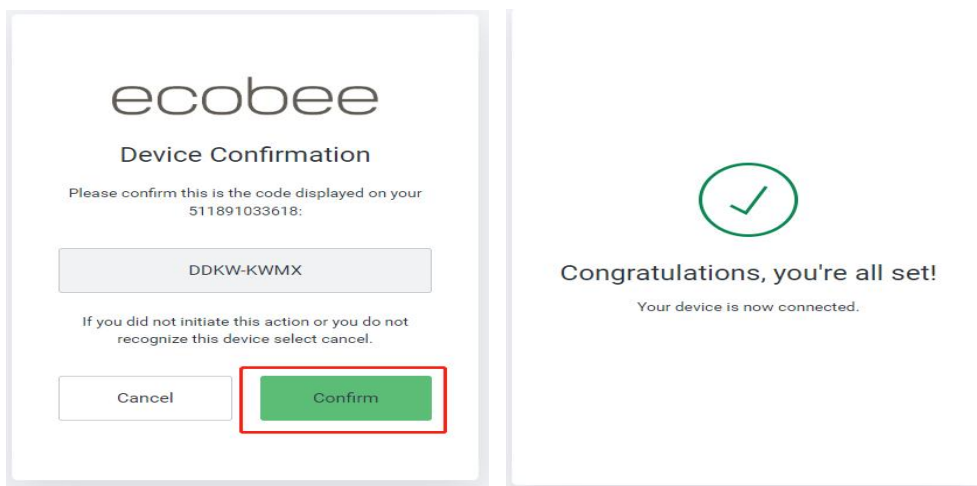 ecobee
Device Confirmation
Please confirm this is the code displayed on your
511891033618:
DDKW-KWMX
If you did not initiate this action or you do not
recognize this device select cancel.
Cancel
Confirm
Congratulations, you're all set!
Your device is now connected.